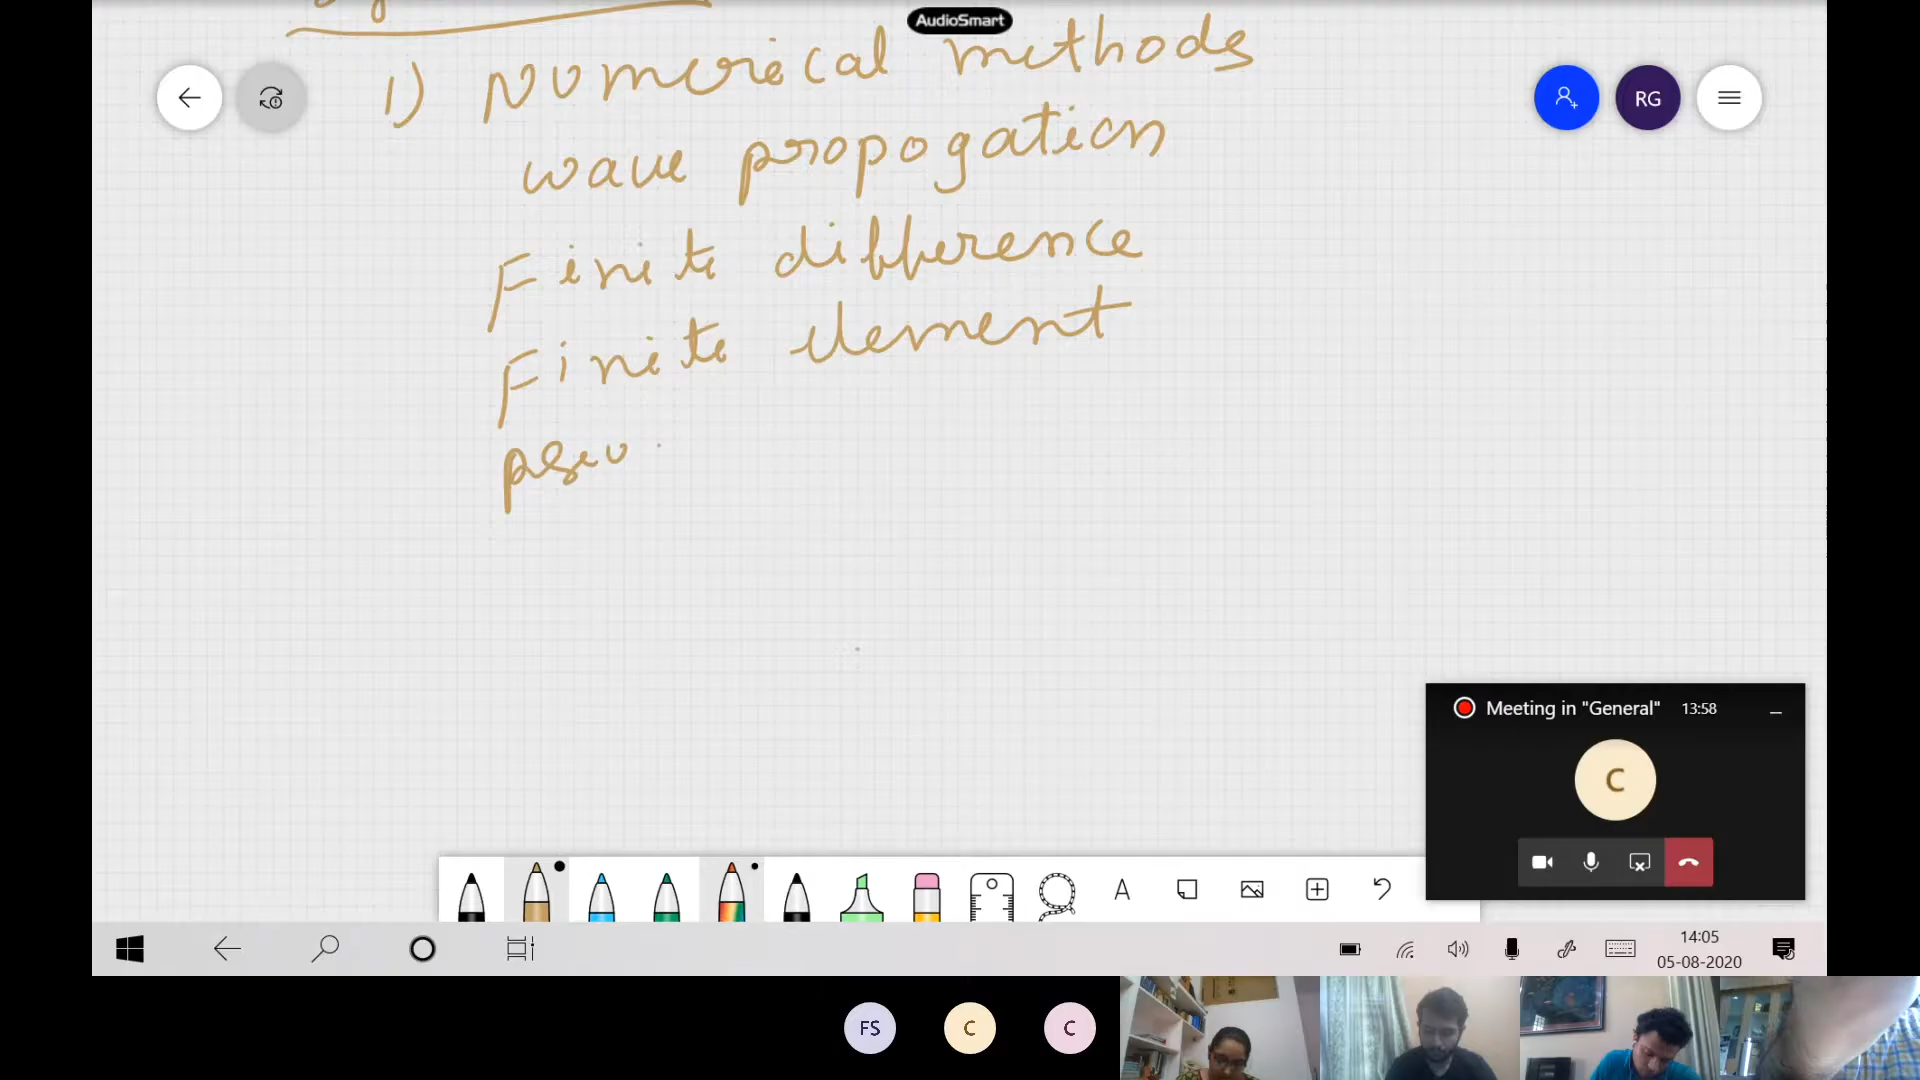 AudioSmart
1) Numerical methods
wave propogation
Finite difference
Finite element
pseu
RG
Meeting in "General" 13:58
C
A
14:05
05-08-2020
FS C C